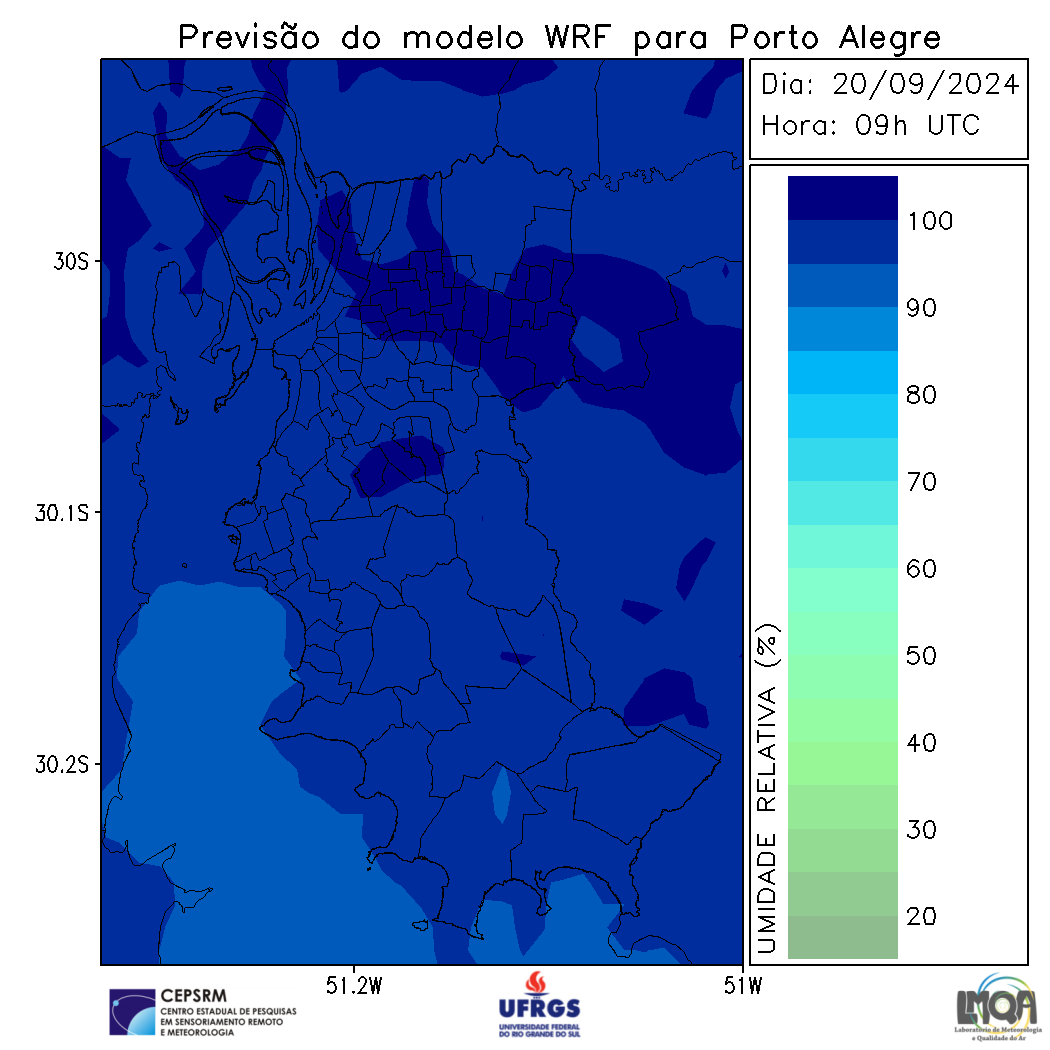 Previsão do modelo WRF para Porto Alegre
Dia: 20/09/2024
Hora: 09h UTC
100
90
80
70
60
50
40
30
20
UMIDADE RELATIVA (%)
30S
30.1S
30.2S
51.2W
51W
CEPSRM
CENTRO ESTADUAL DE PESQUISAS
EM SENSORIAMENTO REMOTO
E METEOROLOGIA
UFRGS
UNIVERSIDADE FEDERAL
DO RIO GRANDE DO SUL
LMQA
Laboratório de Meteorologia
e Qualidade do Ar